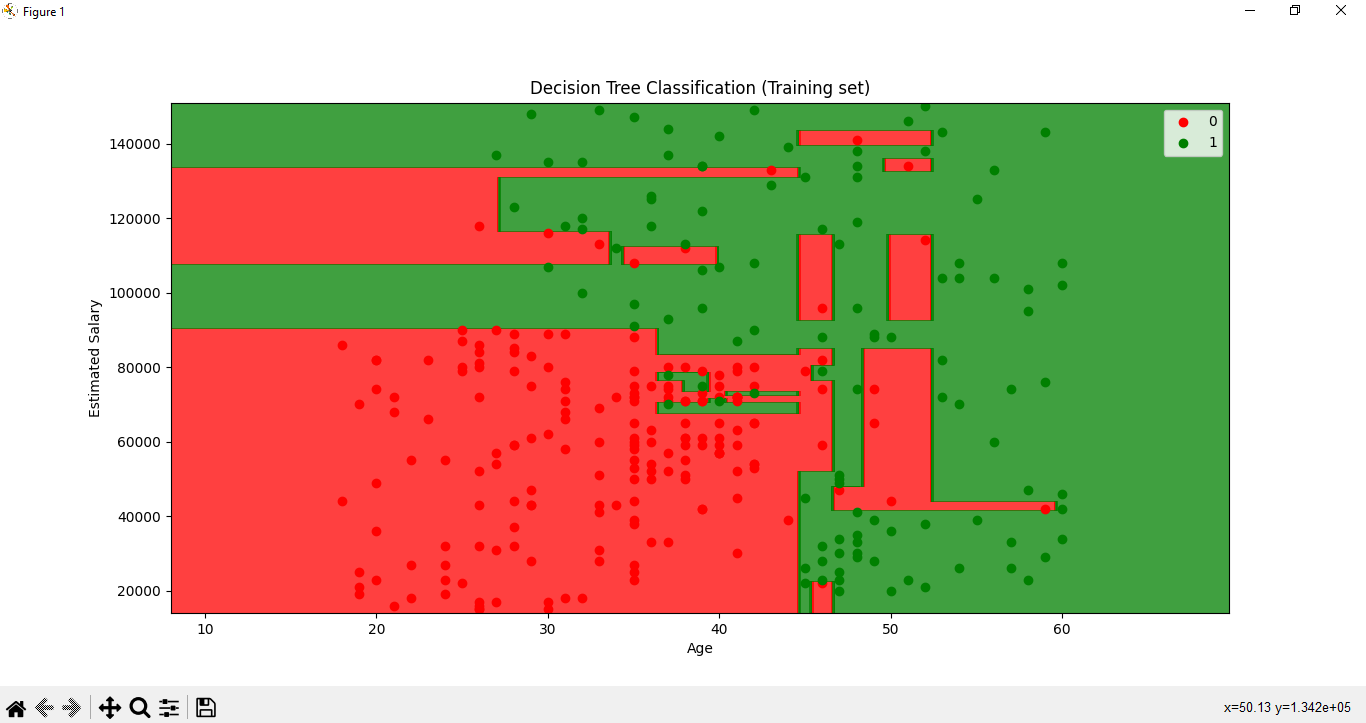 Figure 1
Decision Tree Classification (Training set)
0
1
140000
120000
100000
80000
60000
40000
20000
Estimated Salary
10 20 30 40 50 60
Age
x=50.13 y=1.342e+05